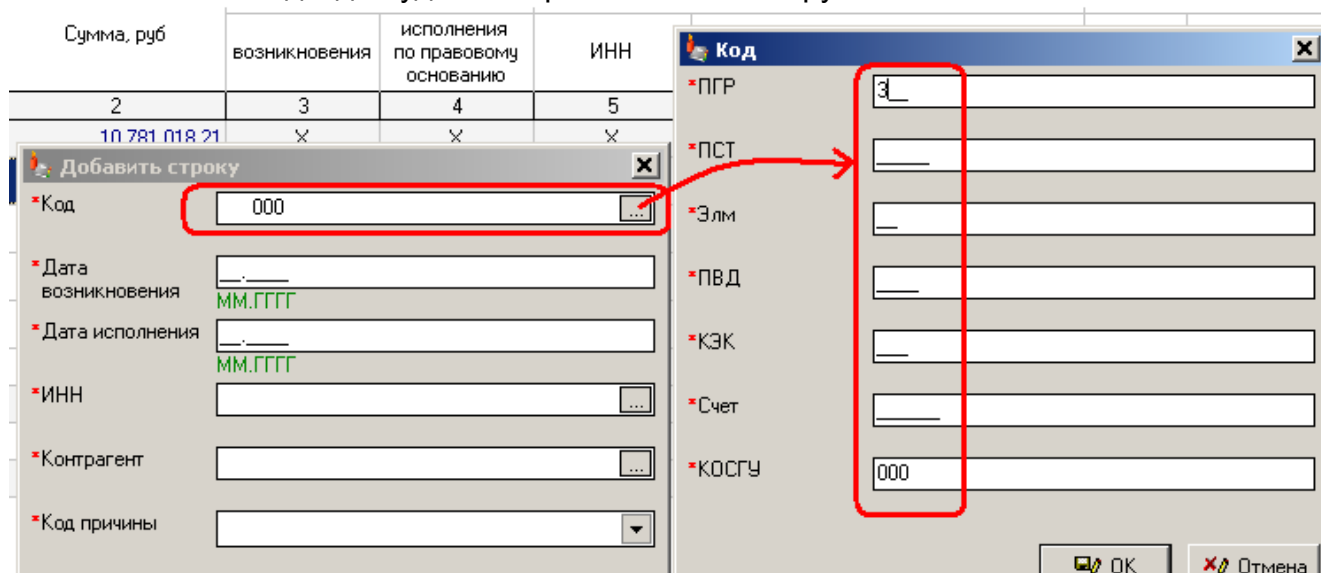 Сумма, руб
возникновения
исполнения
по правовому
основанию
ИНН
2
3
4
5
10 781 018,21
X
X
X
Добавить строку
*Код
000
...
*Дата
возникновения
__.____
ММ.ГГГГ
*Дата исполнения
__.____
ММ.ГГГГ
*ИНН
...
*Контрагент
...
*Код причины
Код
*ПГР
3__
*ПСТ
*Элм
*ПВД
*КЭК
*Счет
*КОСГУ
000
OK
Отмена